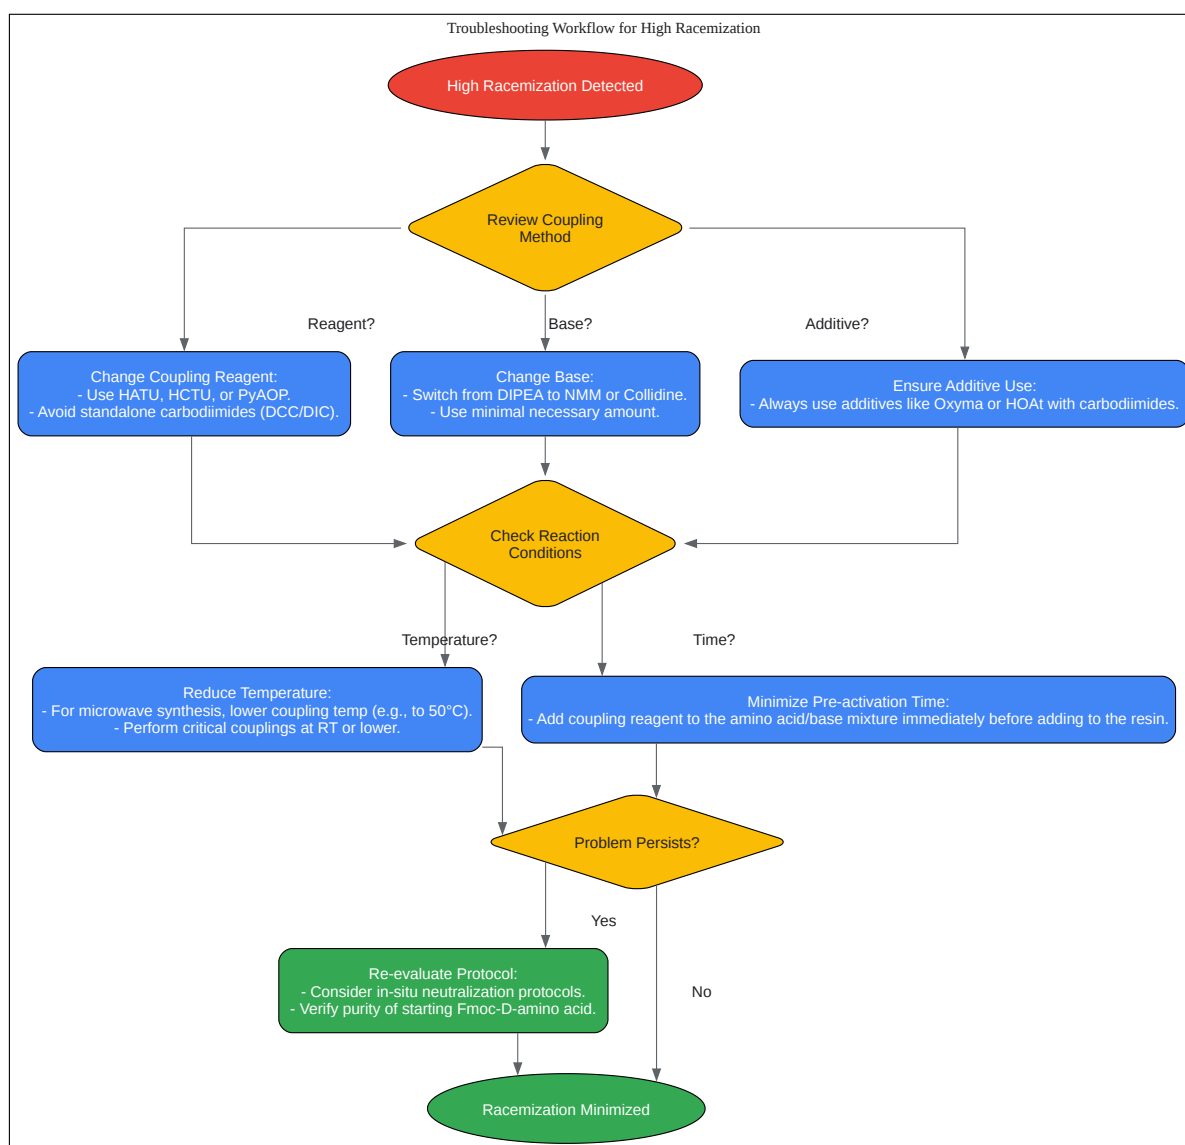 Troubleshooting Workflow for High Racemization
High Racemization Detected
Review Coupling
Method
Reagent?
Base?
Additive?
Change Coupling Reagent:
- Use HATU, HCTU, or PyAOP.
- Avoid standalone carbodiimides (DCC/DIC).
Change Base:
- Switch from DIPEA to NMM or Collidine.
- Use minimal necessary amount.
Ensure Additive Use:
- Always use additives like Oxyma or HOAt with carbodiimides.
Check Reaction
Conditions
Temperature?
Time?
Reduce Temperature:
- For microwave synthesis, lower coupling temp (e.g., to 50°C).
- Perform critical couplings at RT or lower.
Minimize Pre-activation Time:
- Add coupling reagent to the amino acid/base mixture immediately before adding to the resin.
Problem Persists?
Yes
No
Re-evaluate Protocol:
- Consider in-situ neutralization protocols.
- Verify purity of starting Fmoc-D-amino acid.
Racemization Minimized